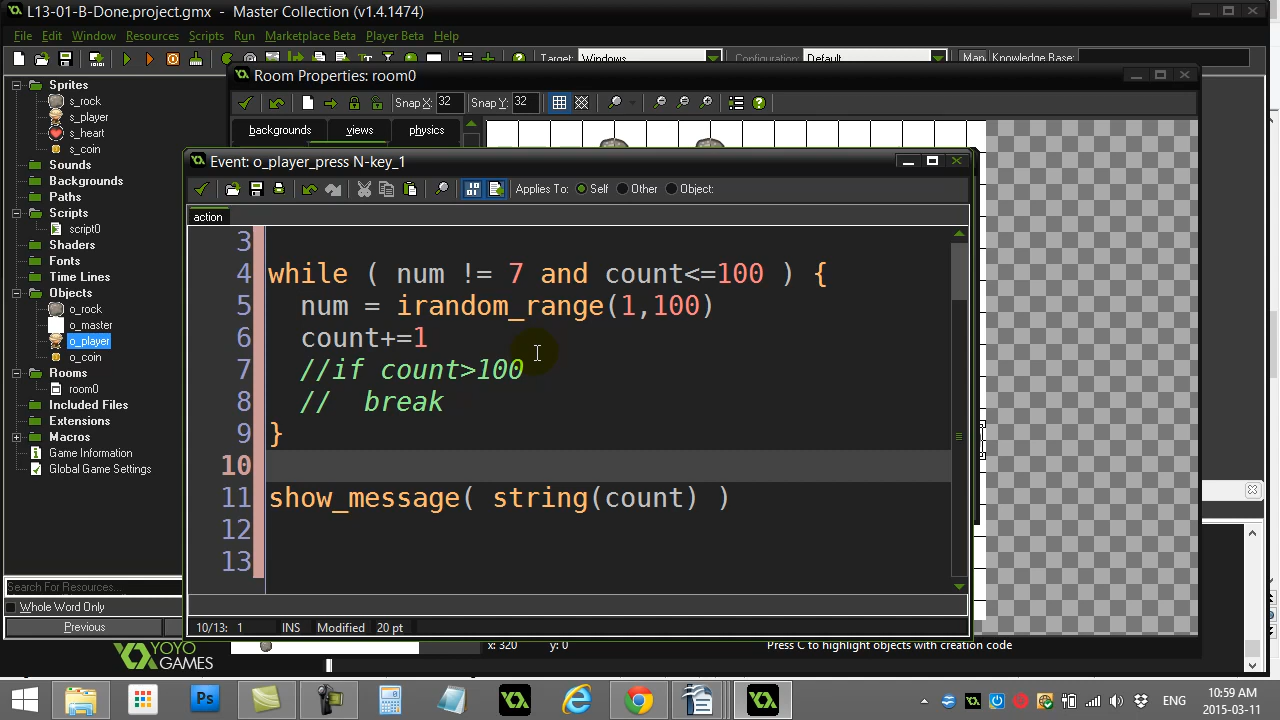 L13-01-B-Done.project.gmx - Master Collection (v1.4.1474)
File Edit Window Resources Scripts Run Marketplace Beta Player Beta Help
Target: Windows Configuration: Default Man. Knowledge Base:
Sprites
s_rock
s_player
s_heart
s_coin
Sounds
Backgrounds
Paths
Scripts
script0
Shaders
Fonts
Time Lines
Objects
o_rock
o_master
o_player
o_coin
Rooms
room0
Included Files
Extensions
Macros
Game Information
Global Game Settings
Search For Resources...
Whole Word Only
Previous
YOYO
GAMES
Room Properties: room0
Snap X: 32 Snap Y: 32
backgrounds views physics
Event: o_player_press N-key_1
Applies To: Self Other Object:
action
3
4 while ( num != 7 and count<=100 ) {
5 num = irandom_range(1,100)
6 count+=1
7 //if count>100
8 // break
9 }
10
11 show_message( string(count) )
12
13
10/13: 1 INS Modified 20 pt
x: 320 y: 0 Press C to highlight objects with creation code
Ps
ENG
10:59 AM
2015-03-11